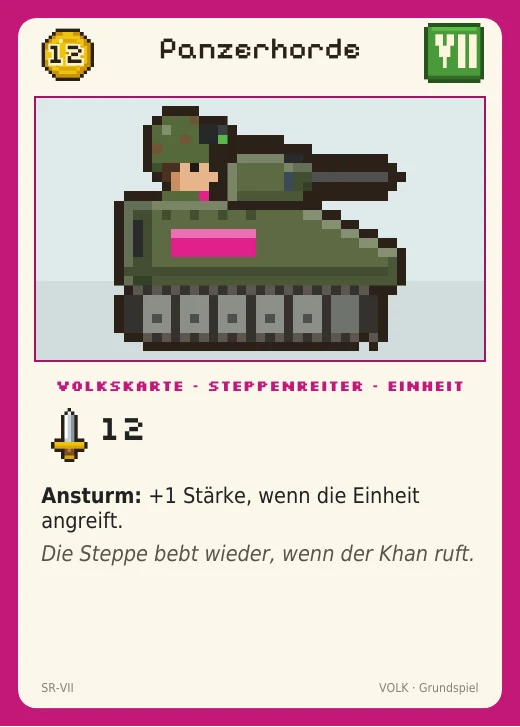 12
Panzerhorde
VII
VOLKSKARTE - STEPPENREITER - EINHEIT
12
Ansturm: +1 Stärke, wenn die Einheit
angreift.
Die Steppe bebt wieder, wenn der Khan ruft.
SR-VII
VOLK · Grundspiel